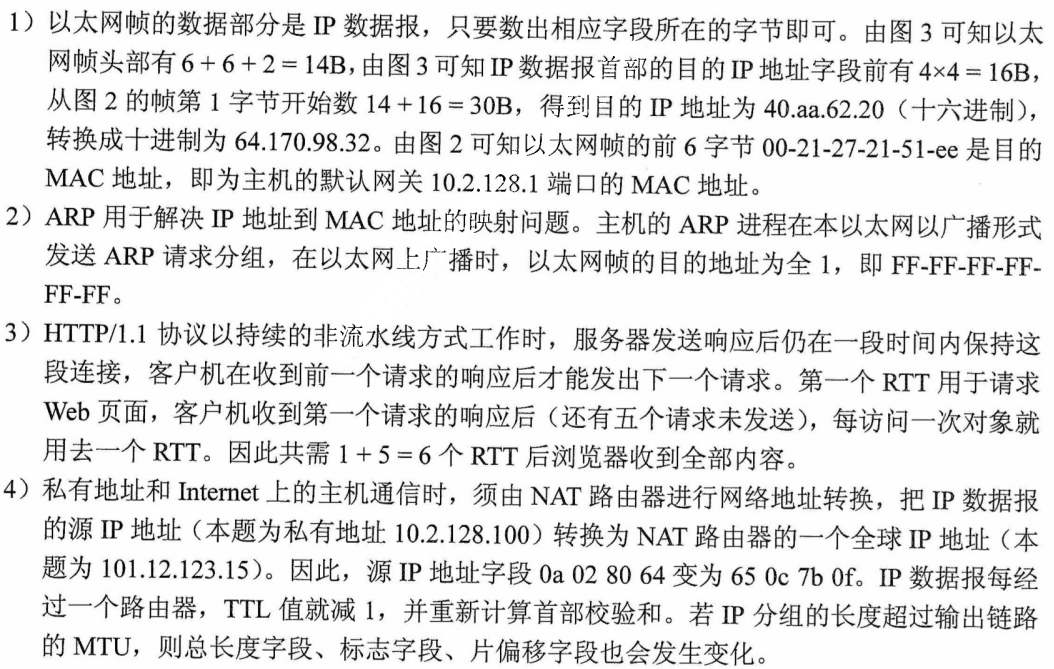 1）以太网帧的数据部分是 IP 数据报，只要数出相应字段所在的字节即可。由图 3 可知以太
网帧头部有 6 + 6 + 2 = 14B，由图 3 可知 IP 数据报首部的目的 IP 地址字段前有 4×4 = 16B，
从图 2 的帧第 1 字节开始数 14 + 16 = 30B，得到目的 IP 地址为 40.aa.62.20（十六进制），
转换成十进制为 64.170.98.32。由图 2 可知以太网帧的前 6 字节 00-21-27-21-51-ee 是目的
MAC 地址，即为主机的默认网关 10.2.128.1 端口的 MAC 地址。
2）ARP 用于解决 IP 地址到 MAC 地址的映射问题。主机的 ARP 进程在本以太网以广播形式
发送 ARP 请求分组，在以太网上广播时，以太网帧的目的地址为全 1，即 FF-FF-FF-FF-
FF-FF。
3）HTTP/1.1 协议以持续的非流水线方式工作时，服务器发送响应后仍在一段时间内保持这
段连接，客户机在收到前一个请求的响应后才能发出下一个请求。第一个 RTT 用于请求
Web 页面，客户机收到第一个请求的响应后（还有五个请求未发送），每访问一次对象就
用去一个 RTT。因此共需 1 + 5 = 6 个 RTT 后浏览器收到全部内容。
4）私有地址和 Internet 上的主机通信时，须由 NAT 路由器进行网络地址转换，把 IP 数据报
的源 IP 地址（本题为私有地址 10.2.128.100）转换为 NAT 路由器的一个全球 IP 地址（本
题为 101.12.123.15）。因此，源 IP 地址字段 0a 02 80 64 变为 65 0c 7b 0f。IP 数据报每经
过一个路由器，TTL 值就减 1，并重新计算首部校验和。若 IP 分组的长度超过输出链路
的 MTU，则总长度字段、标志字段、片偏移字段也会发生变化。